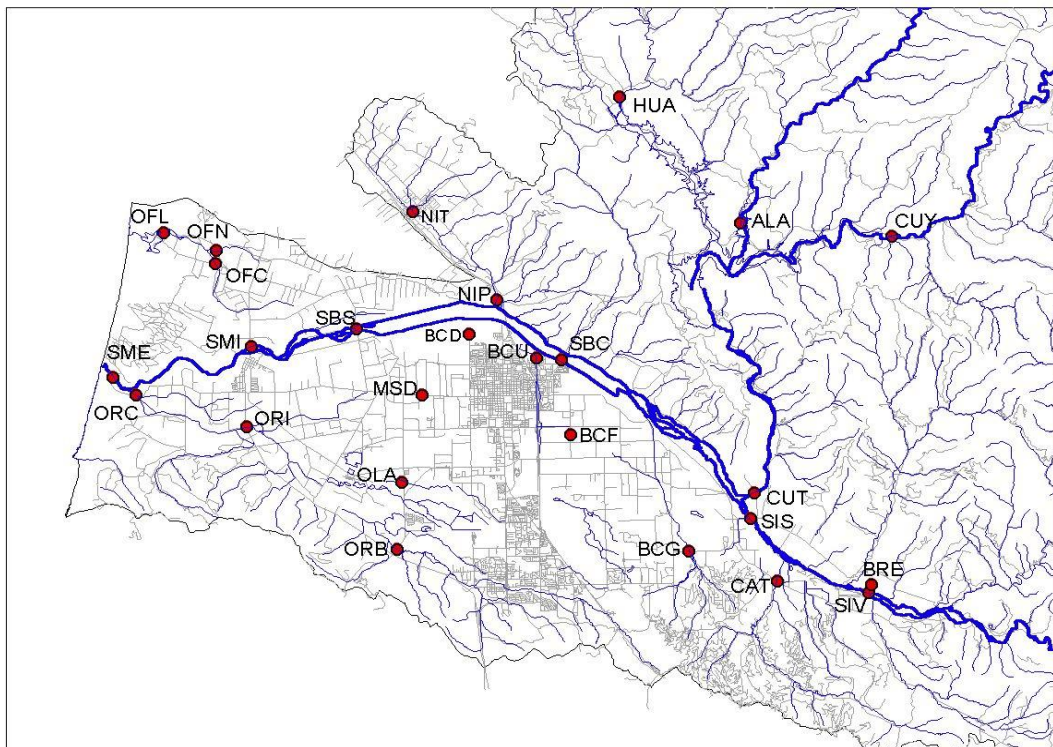 HUA
NIT
OFL
ALA
OFN
CUY
OFC
NIP
SBS
BCD
SMI
BCU
SBC
SME
MSD
ORC
ORI
BCF
OLA
CUT
SIS
ORB
BCG
BRE
CAT
SIV